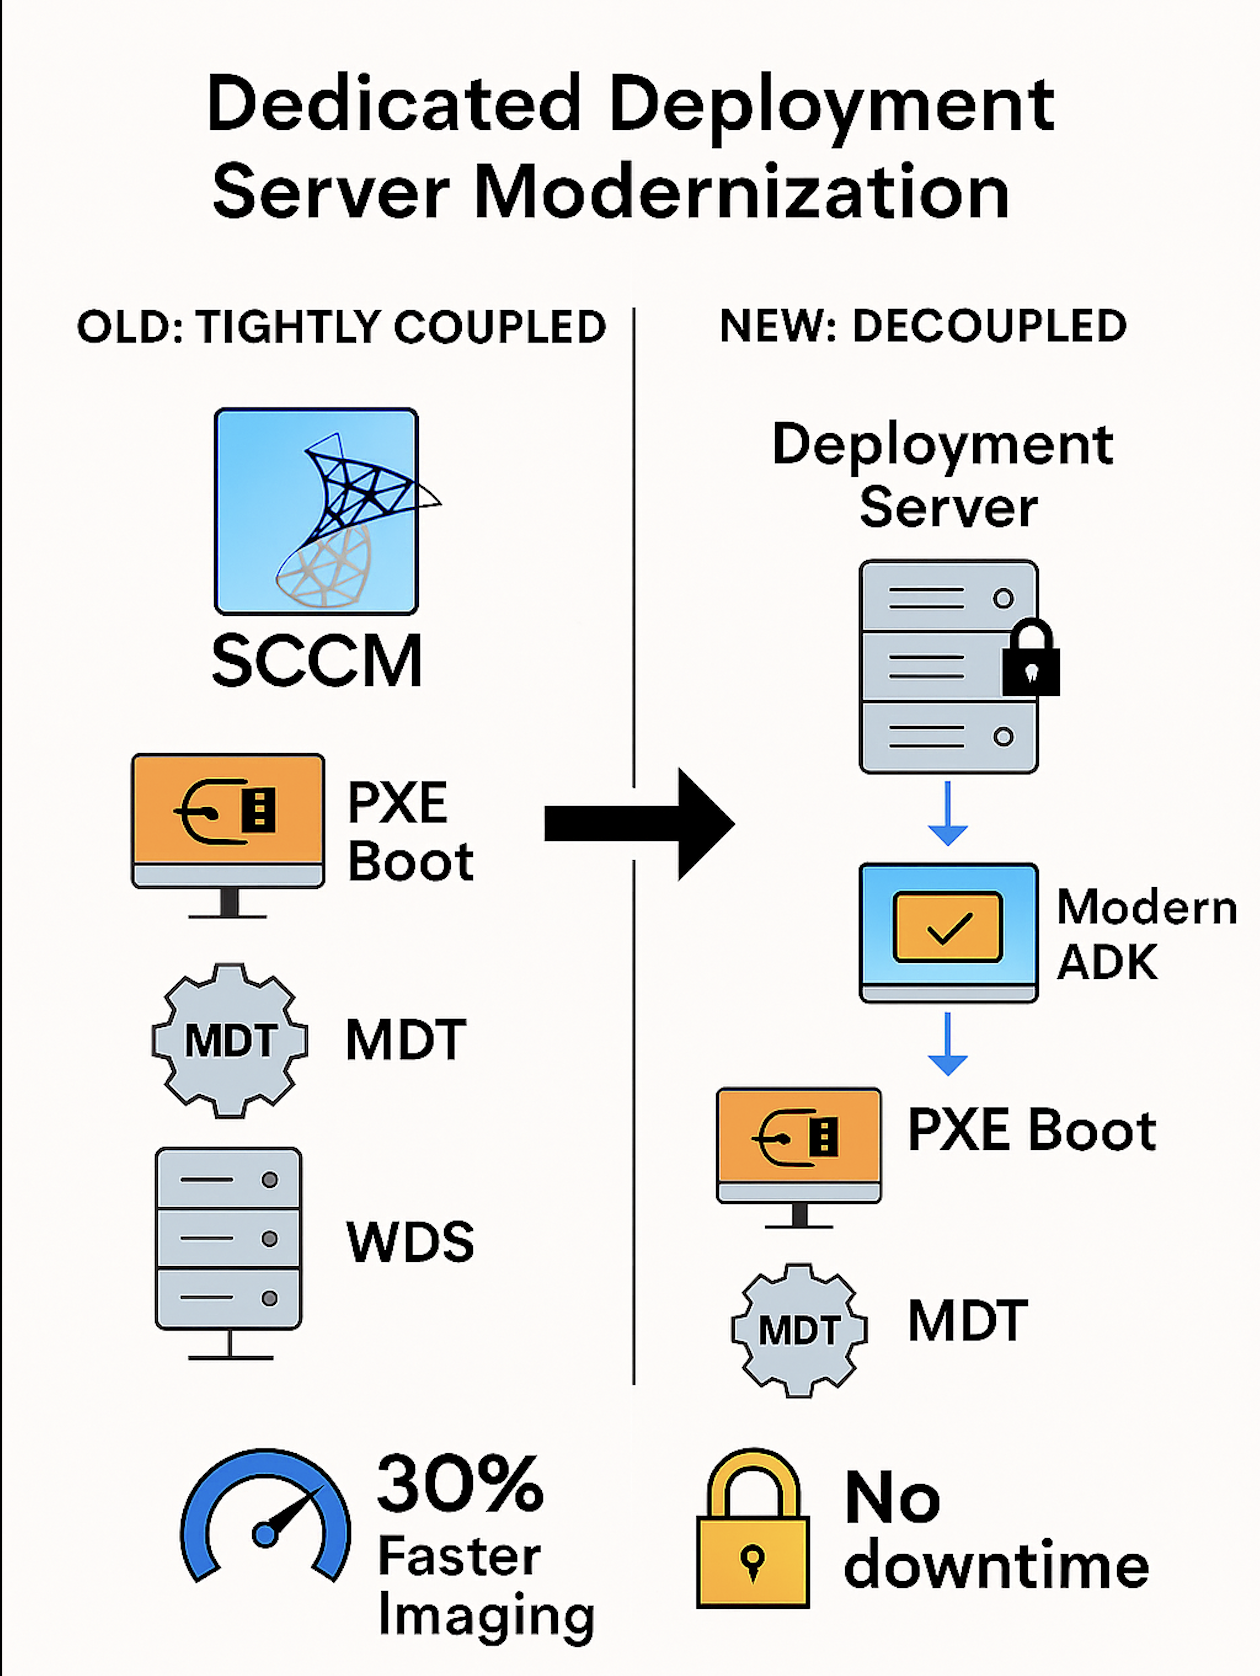 Dedicated Deployment
Server Modernization
OLD: TIGHTLY COUPLED
SCCM
PXE
Boot
MDT
MDT
WDS
NEW: DECOUPLED
Deployment
Server
Modern
ADK
PXE Boot
MDT
MDT
30%
Faster
Imaging
No
downtime